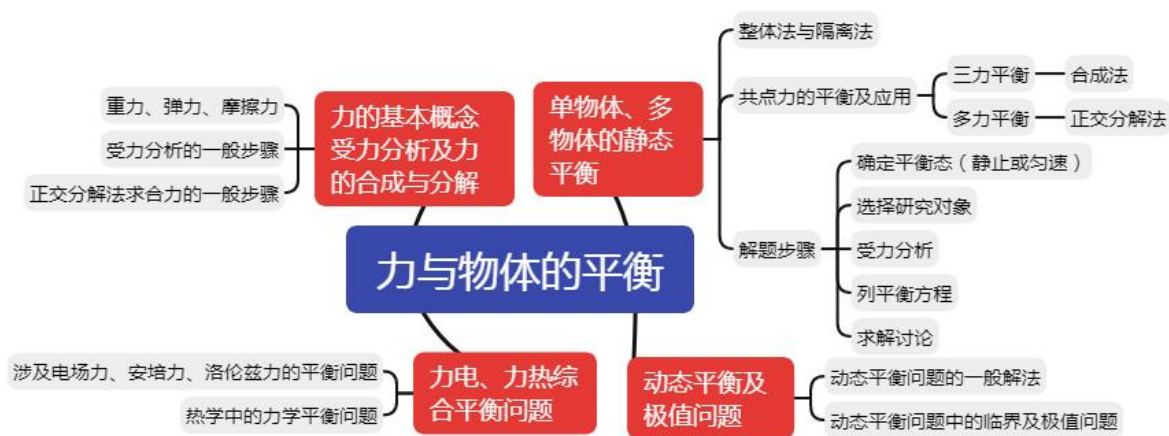 力与物体的平衡
力的基本概念
受力分析及力
的合成与分解
重力、弹力、摩擦力
受力分析的一般步骤
正交分解法求合力的一般步骤
单物体、多
物体的静态
平衡
整体法与隔离法
共点力的平衡及应用
三力平衡
合成法
多力平衡
正交分解法
解题步骤
确定平衡态（静止或匀速）
选择研究对象
受力分析
列平衡方程
求解讨论
力电、力热综
合平衡问题
涉及电场力、安培力、洛伦兹力的平衡问题
热学中的力学平衡问题
动态平衡及
极值问题
动态平衡问题的一般解法
动态平衡问题中的临界及极值问题